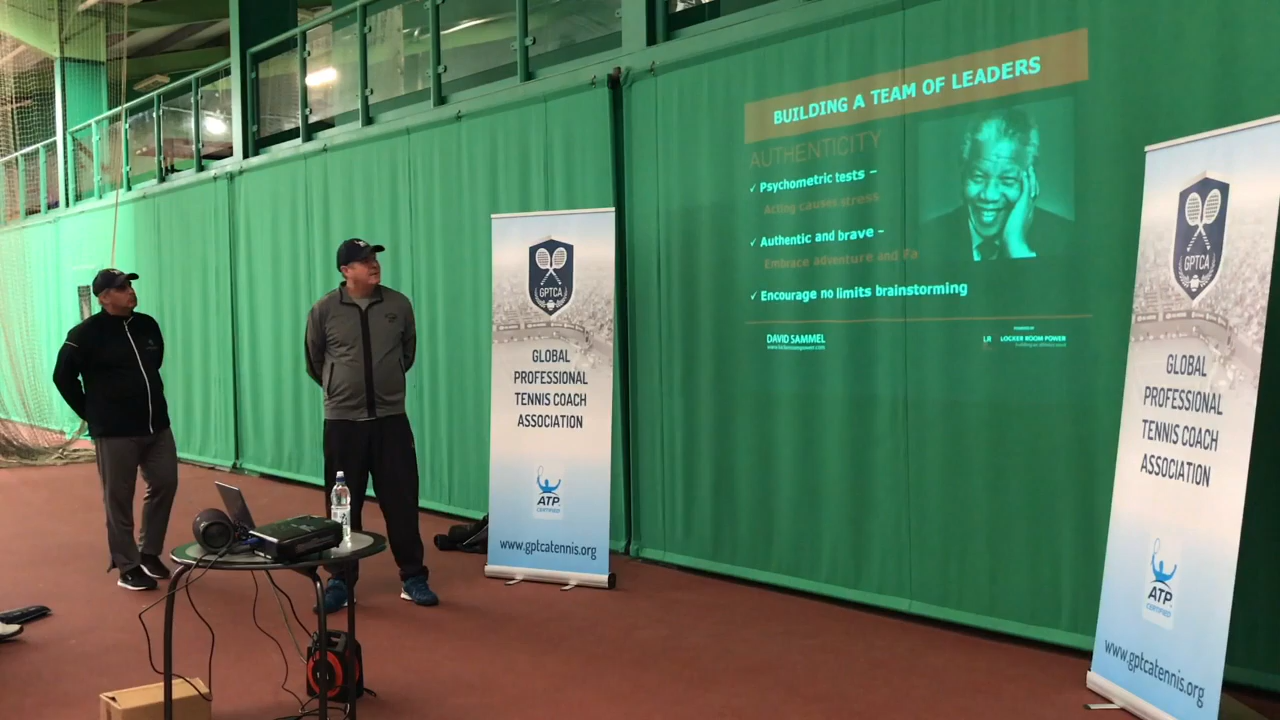 BUILDING A TEAM OF LEADERS
AUTHENTICITY
✓ Psychometric tests –
Acting causes stress
✓ Authentic and brave –
Embrace adventure and Fa
✓ Encourage no limits brainstorming
DAVID SAMMEL
LR LOCKER ROOM POWER
GPTCA
GLOBAL
PROFESSIONAL
TENNIS COACH
ASSOCIATION
ATP
CERTIFIED
www.gptcatennis.org
GPTCA
GLOBAL
PROFESSIONAL
TENNIS COACH
ASSOCIATION
ATP
CERTIFIED
www.gptcatennis.org